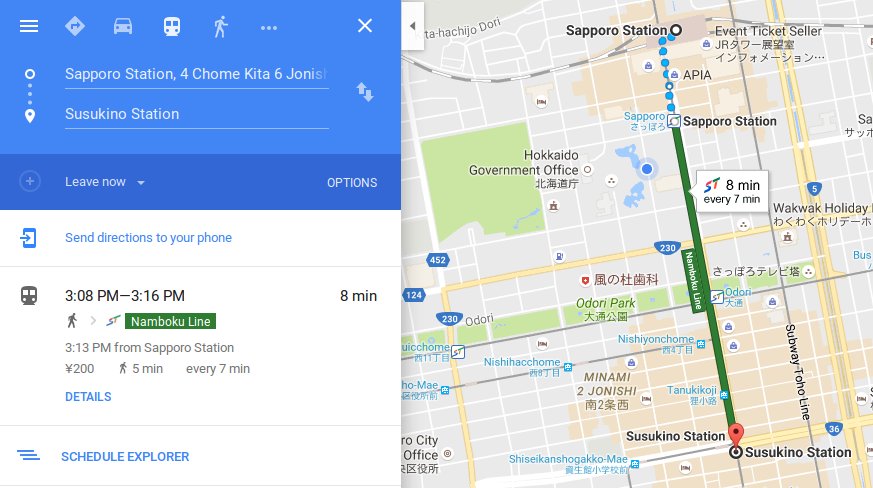 Sapporo Station, 4 Chome Kita 6 Jonish
Susukino Station
Leave now
OPTIONS
Send directions to your phone
3:08 PM—3:16 PM
8 min
Namboku Line
3:13 PM from Sapporo Station
¥200
5 min
every 7 min
DETAILS
SCHEDULE EXPLORER
ta-hachijo Dori
Sapporo Station
Event Ticket Seller
JRタワー展望室
インフォメーション…
APIA
Sapporo
さっぽろ
Sapporo Station
Sa
サッポ
Hokkaido
Government Office
北海道庁
8 min
every 7 min
5
Wakwak Holiday
わくわくホリデーホ
230
452
Namboku Line
さっぽろテレビ塔
Bus
風の杜歯科
124
Odori
大通
Odori Park
大通公園
230
Odori
uicchome
西11丁目
Nishiyonchome
西4丁目
Nishihacchome
西8丁目
Subway Toho Line
MINAMI
2 JONISHI
南2条西
Tanukikoji
狸小路
ho-Mae
区役所前
36
Susukino Station
ro City
Office
央区役所
Susukino Station
Shiseikanshogakko-Mae
資生館小学校前